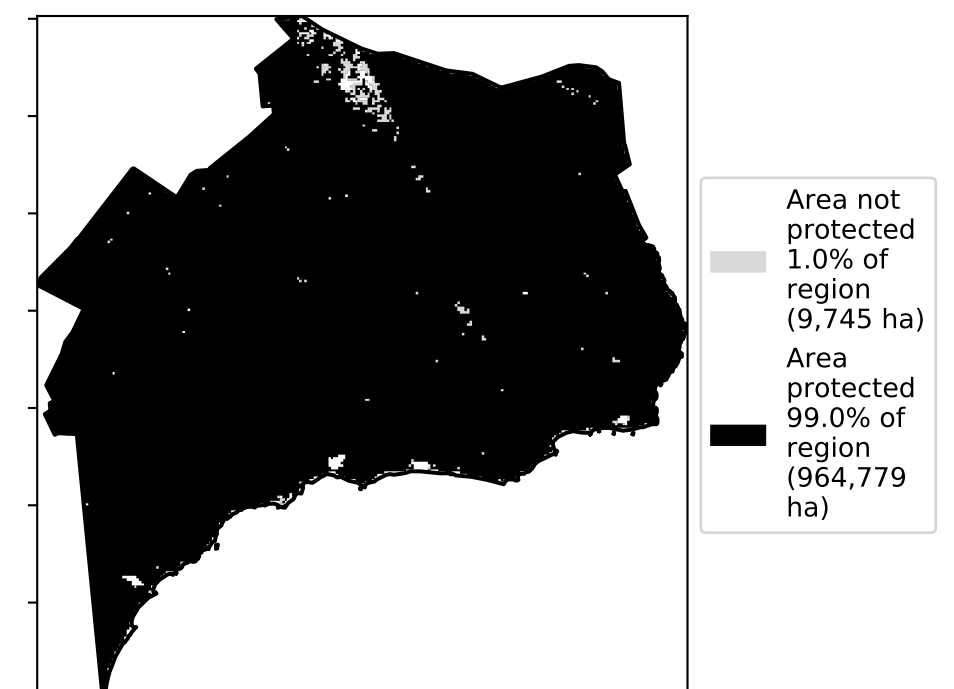 Area not
protected
1.0% of
region
(9,745 ha)
Area
protected
99.0% of
region
(964,779
ha)